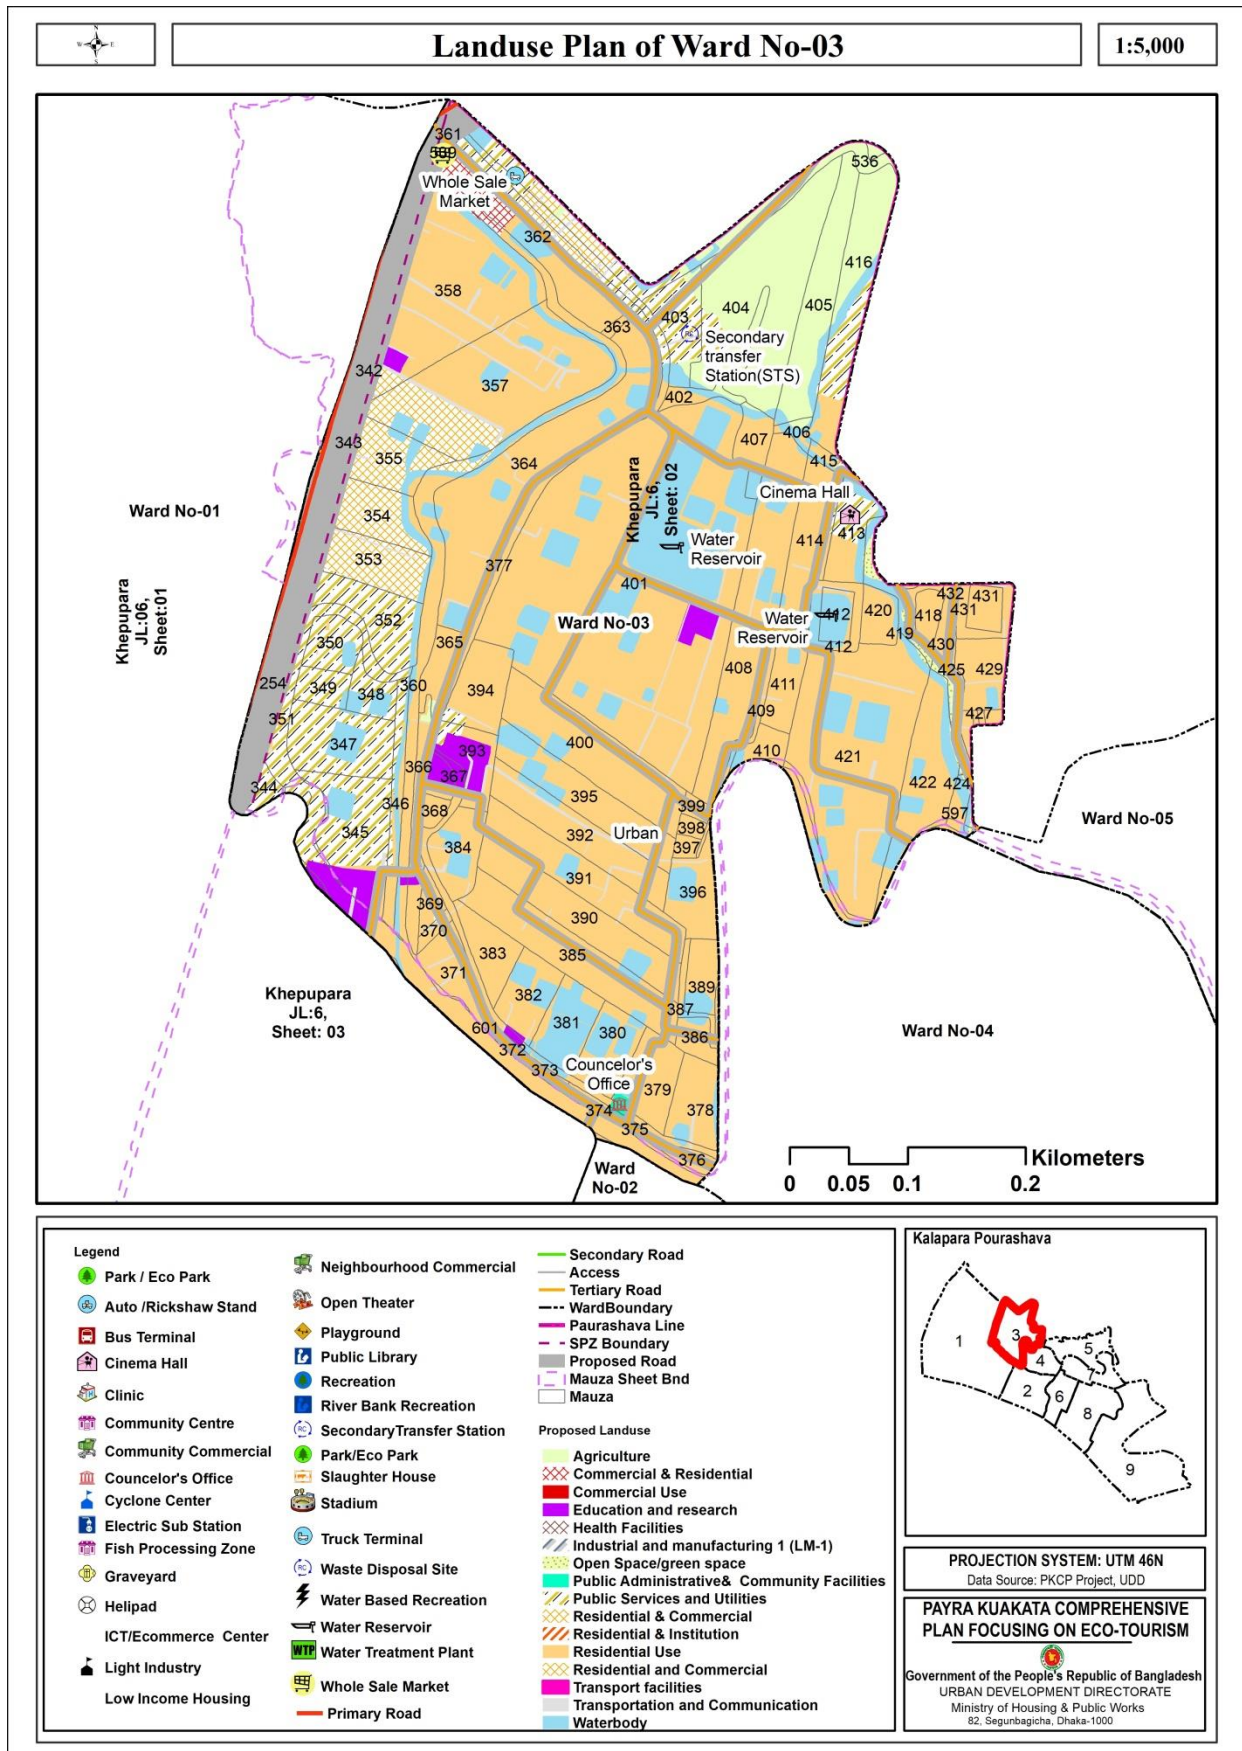 Landuse Plan of Ward No-03
1:5,000
N
W
E
S
361
Whole Sale
Market
362
536
416
358
404
405
403
363
Secondary
transfer
Station(STS)
342
357
402
407
406
343
355
364
415
Khepupara
JL:6,
Sheet: 02
Cinema Hall
Ward No-01
354
413
414
Water
Reservoir
353
377
401
Khepupara
JL:06,
Sheet:01
432
431
431
352
412
420
418
Ward No-03
Water
Reservoir
419
350
365
412
430
408
425
429
254
349
348
360
394
411
351
409
427
347
400
393
410
421
366
367
422
424
344
346
395
399
368
597
Ward No-05
345
392
Urban
398
397
384
391
396
369
390
370
383
385
371
389
382
Khepupara
JL:6,
Sheet: 03
381
387
601
380
386
Ward No-04
372
373
Councelor's
Office
379
374
378
375
376
Ward
No-02
Kilometers
0 0.05 0.1 0.2
Legend
Park / Eco Park
Auto /Rickshaw Stand
Bus Terminal
Cinema Hall
Clinic
Community Centre
Community Commercial
Councelor's Office
Cyclone Center
Electric Sub Station
Fish Processing Zone
Graveyard
Helipad
ICT/Ecommerce Center
Light Industry
Low Income Housing
Neighbourhood Commercial
Open Theater
Playground
Public Library
Recreation
River Bank Recreation
RC
SecondaryTransfer Station
Park/Eco Park
Slaughter House
Stadium
Truck Terminal
RC
Waste Disposal Site
Water Based Recreation
Water Reservoir
WTP
Water Treatment Plant
Whole Sale Market
Primary Road
Secondary Road
Access
Tertiary Road
WardBoundary
Paurashava Line
SPZ Boundary
Proposed Road
Mauza Sheet Bnd
Mauza
Proposed Landuse
Agriculture
Commercial & Residential
Commercial Use
Education and research
Health Facilities
Industrial and manufacturing 1 (LM-1)
Open Space/green space
Public Administrative& Community Facilities
Public Services and Utilities
Residential & Commercial
Residential & Institution
Residential Use
Residential and Commercial
Transport facilities
Transportation and Communication
Waterbody
Kalapara Pourashava
1
3
5
4
7
2
6
8
9
PROJECTION SYSTEM: UTM 46N
Data Source: PKCP Project, UDD
PAYRA KUAKATA COMPREHENSIVE
PLAN FOCUSING ON ECO-TOURISM
Government of the People's Republic of Bangladesh
URBAN DEVELOPMENT DIRECTORATE
Ministry of Housing & Public Works
82, Segunbagicha, Dhaka-1000